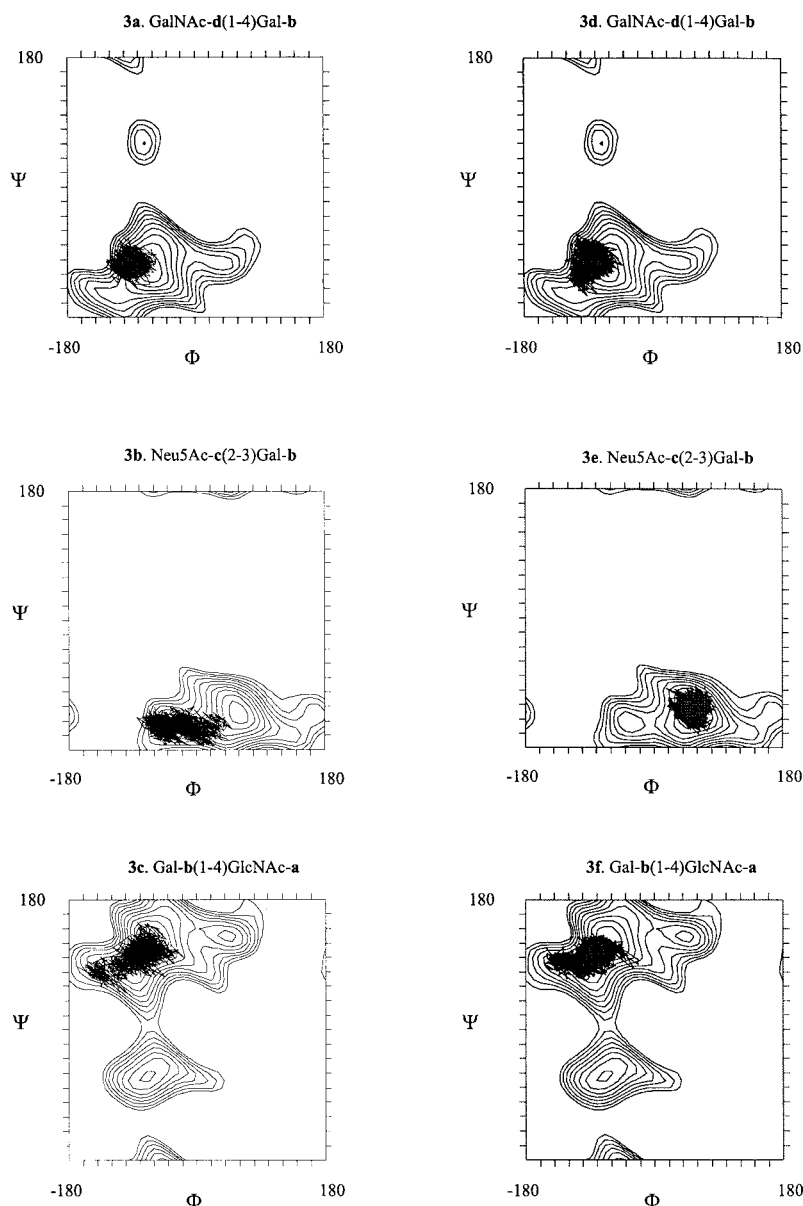 3a. GalNAc-d(1-4)Gal-b
180
Ψ
-180
180
Φ
3d. GalNAc-d(1-4)Gal-b
180
Ψ
-180
180
Φ
3b. Neu5Ac-c(2-3)Gal-b
180
Ψ
-180
180
Φ
3e. Neu5Ac-c(2-3)Gal-b
180
Ψ
-180
180
Φ
3c. Gal-b(1-4)GlcNAc-a
180
Ψ
-180
180
Φ
3f. Gal-b(1-4)GlcNAc-a
180
Ψ
-180
180
Φ